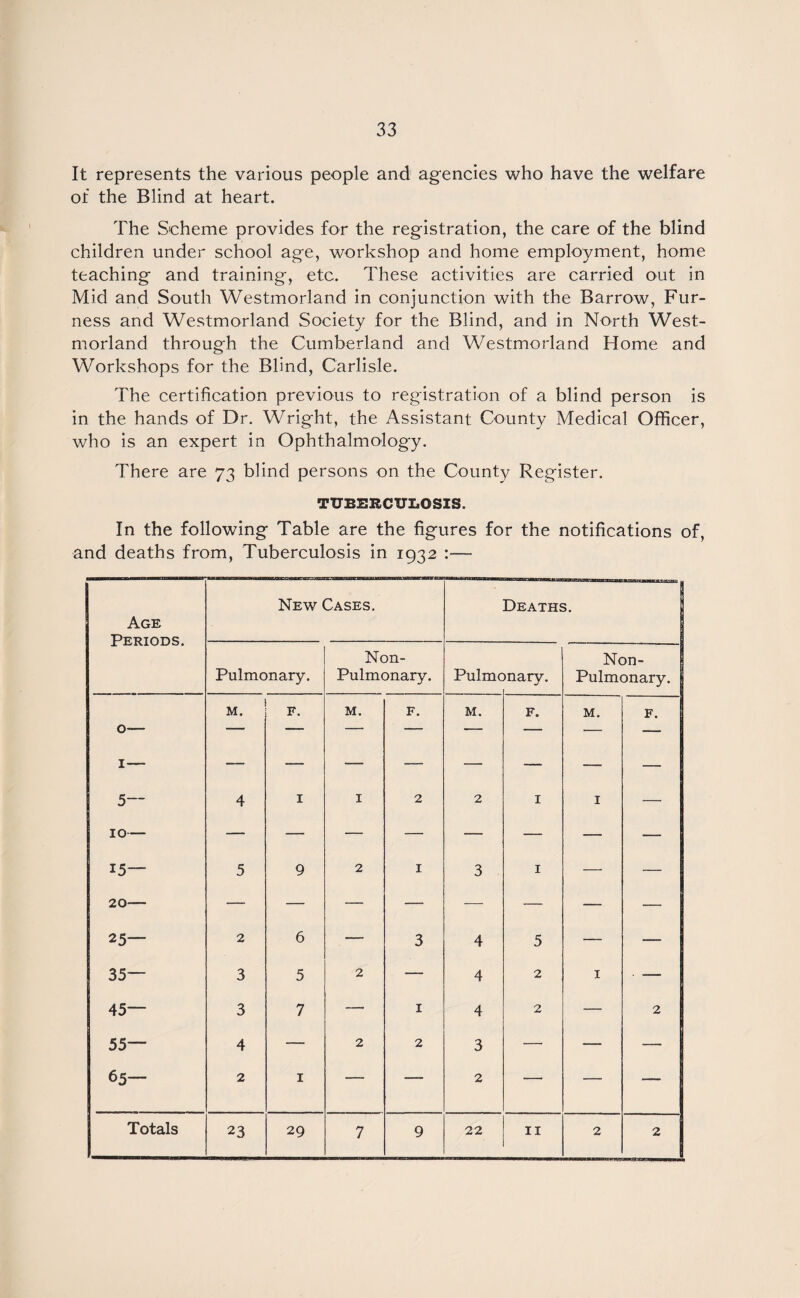 33
It represents the various people and agencies who have the welfare
of the Blind at heart.
The Scheme provides for the registration, the care of the blind
children under school age, workshop and home employment, home
teaching and training, etc. These activities are carried out in
Mid and South Westmorland in conjunction with the Barrow, Fur-
ness and Westmorland Society for the Blind, and in North West-
morland through the Cumberland and Westmorland Home and
Workshops for the Blind, Carlisle.
The certification previous to registration of a blind person is
in the hands of Dr. Wright, the Assistant County Medical Officer,
who is an expert in Ophthalmology.
There are 73 blind persons on the County Register.
TUBERCULOSIS.
In the following Table are the figures for the notifications of,
and deaths from, Tuberculosis in 1932 :—
Age Periods. New Cases. Deaths.
Pulmonary. Non-Pulmonary. Pulmonary. Non-Pulmonary.
M. F. M. F. M. F. M. F.
0— — — — — — — — —
1— — — — — — — — —
5— 4 1 1 2 2 1 1 —
10— — — — — — — — —
15— 5 9 2 1 3 1 — —
20— — — — — — — — —
25— 2 6 — 3 4 5 — —
35— 3 5 2 — 4 2 1 —
45— 3 7 — 1 4 2 — 2
55— 4 — 2 2 3 — — —
65— 2 1 — — 2 — — —
Totals 23 29 7 9 22 11 2 2